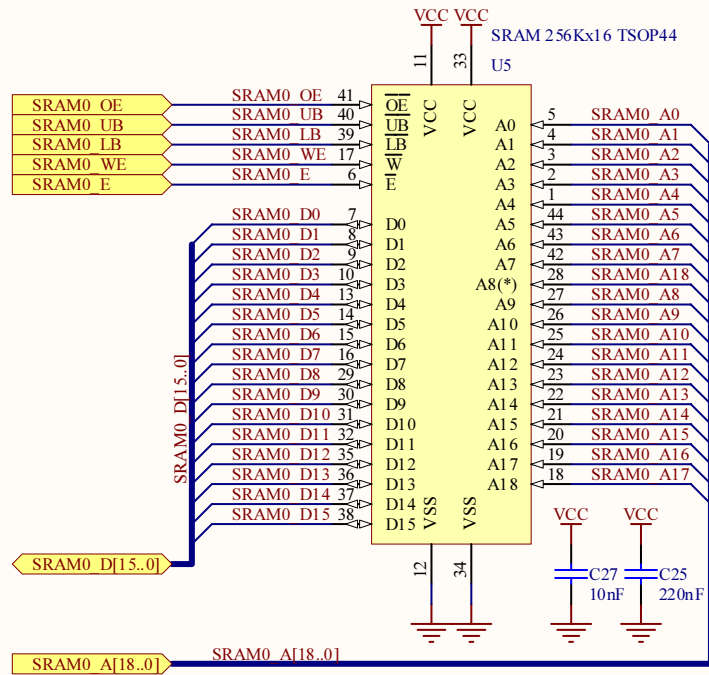 VCC VCC
SRAM 256Kx16 TSOP44
11 33 U5
SRAM0_OE SRAM0_OE 41 OE VCC VCC
SRAM0_UB SRAM0_UB 40 UB A0 5 SRAM0_A0
SRAM0_LB SRAM0_LB 39 LB A1 4 SRAM0_A1
SRAM0_WE SRAM0_WE 17 W A2 3 SRAM0_A2
SRAM0_E SRAM0_E 6 E A3 2 SRAM0_A3
A4 1 SRAM0_A4
SRAM0_D0 7 D0 A5 44 SRAM0_A5
SRAM0_D1 8 D1 A6 43 SRAM0_A6
SRAM0_D2 9 D2 A7 42 SRAM0_A7
SRAM0_D3 10 D3 A8(*) 28 SRAM0_A18
SRAM0_D4 13 D4 A9 27 SRAM0_A8
SRAM0_D5 14 D5 A10 26 SRAM0_A9
SRAM0_D6 15 D6 A11 25 SRAM0_A10
SRAM0_D7 16 D7 A12 24 SRAM0_A11
SRAM0_D8 29 D8 A13 23 SRAM0_A12
SRAM0_D9 30 D9 A14 22 SRAM0_A13
SRAM0_D10 31 D10 A15 21 SRAM0_A14
SRAM0_D11 32 D11 A16 20 SRAM0_A15
SRAM0_D12 35 D12 A17 19 SRAM0_A16
SRAM0_D13 36 D13 A18 18 SRAM0_A17
SRAM0_D14 37 D14
SRAM0_D15 38 D15 VSS VSS
SRAM0_D[15..0]
VCC VCC
12 34
SRAM0_D[15..0] C27 C25
10nF 220nF
SRAM0_A[18..0] SRAM0_A[18..0]